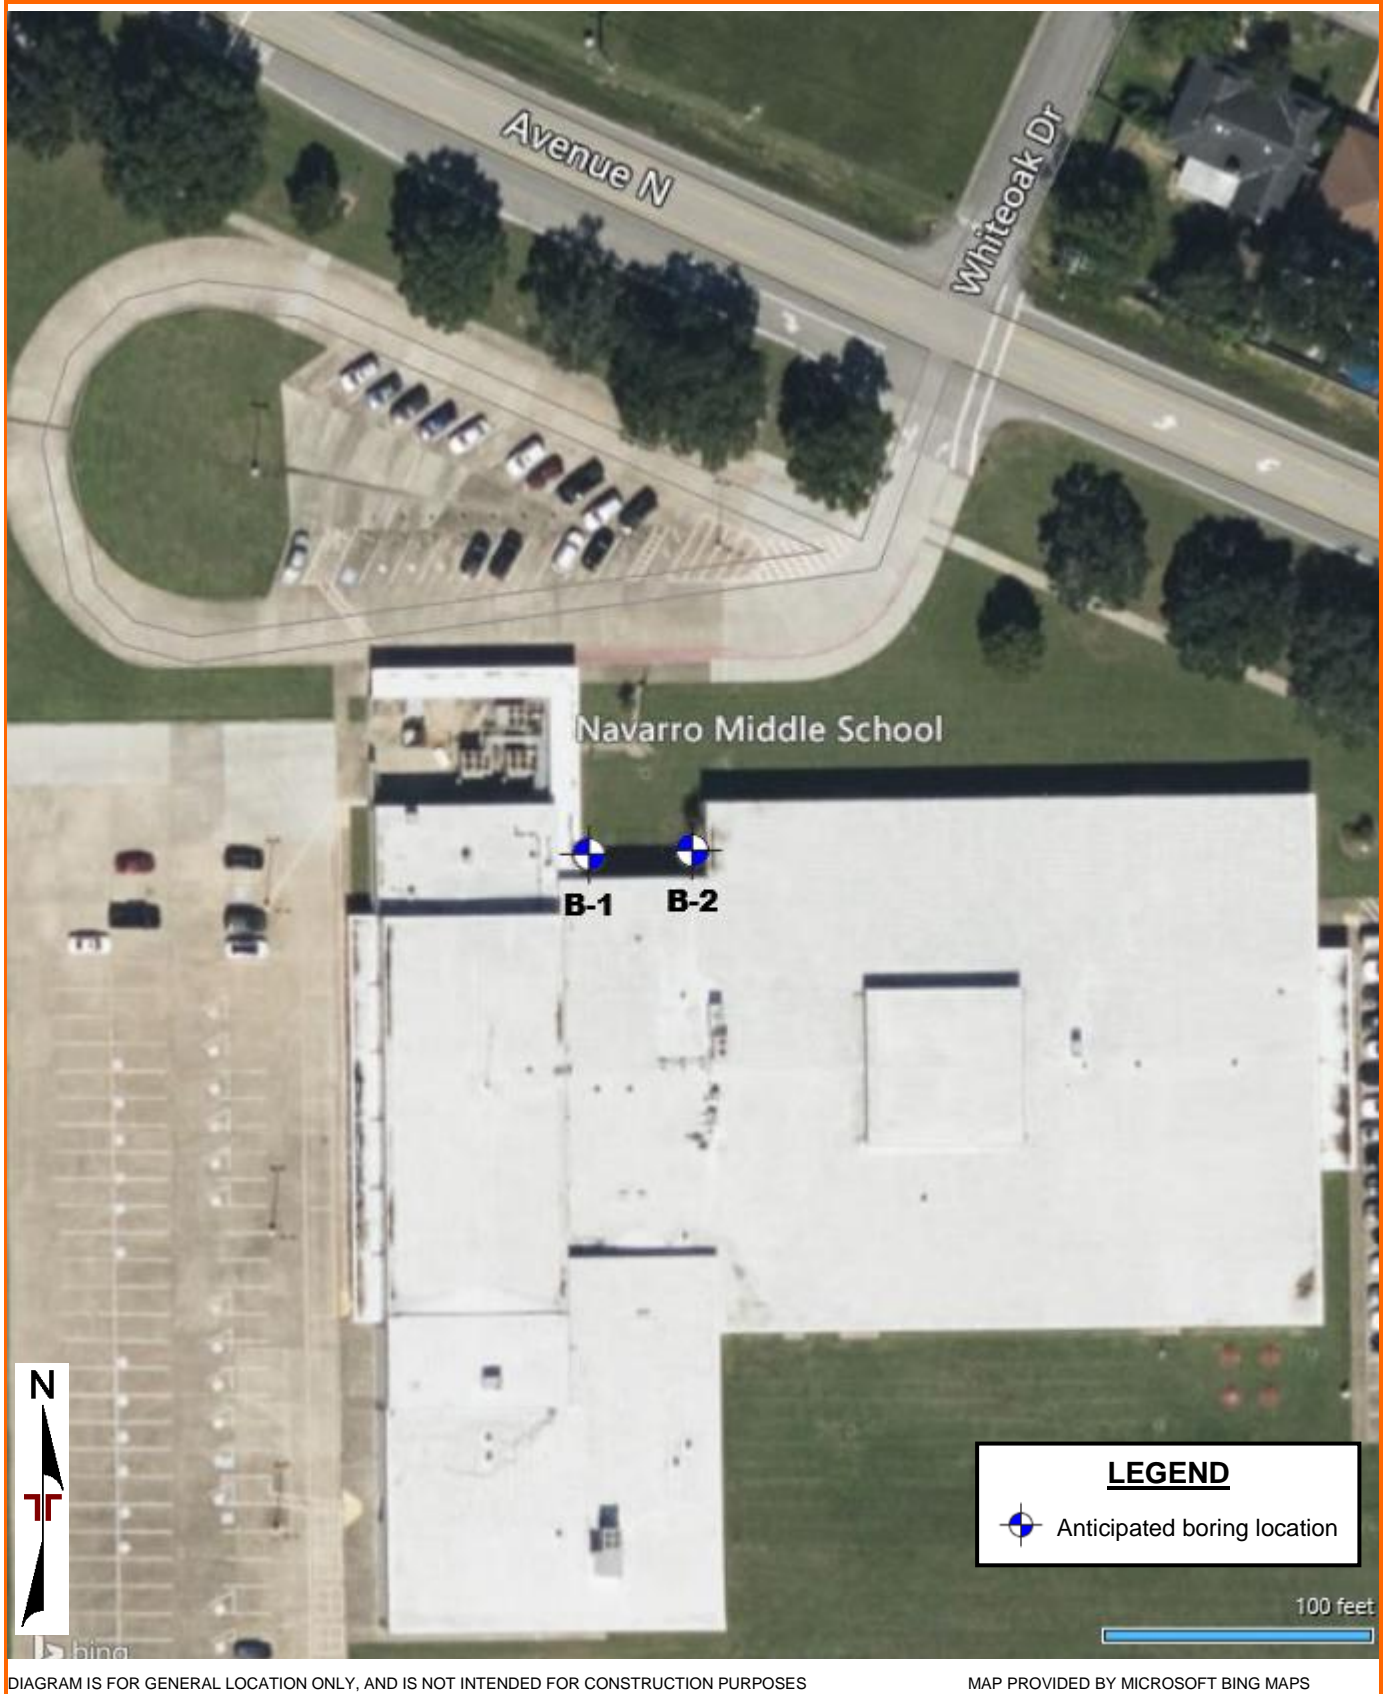 Avenue N
Whiteoak Dr
Navarro Middle School
B-1
B-2
N
LEGEND
Anticipated boring location
100 feet
bing
DIAGRAM IS FOR GENERAL LOCATION ONLY, AND IS NOT INTENDED FOR CONSTRUCTION PURPOSES
MAP PROVIDED BY MICROSOFT BING MAPS